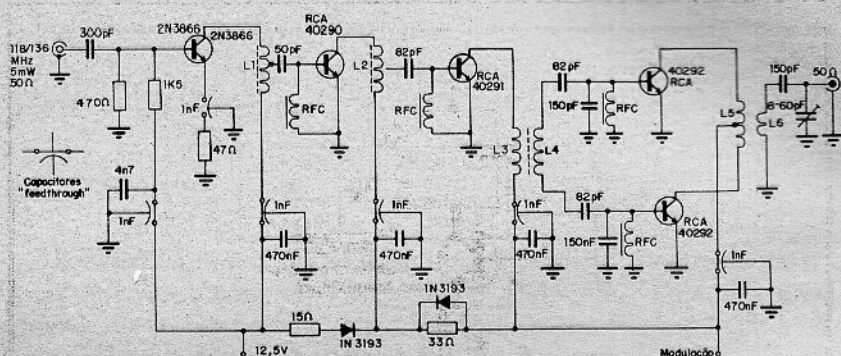 118/136
MHz
5mW
50Ω
300pF
2N3866
2N3866
470Ω
1K5
1nF
47Ω
Capacitores
"feedthrough"
4n7
1nF
L1
50pF
RCA
40290
RFC
1nF
470nF
L2
82pF
RCA
40291
RFC
1nF
470nF
L3
L4
1nF
470nF
82pF
150pF
RFC
40292
RCA
82pF
150nF
RFC
RCA
40292
L5
L6
150pF
50Ω
8-60pF
1nF
470nF
15Ω
1N3193
1N3193
33Ω
12,5V
Modulação